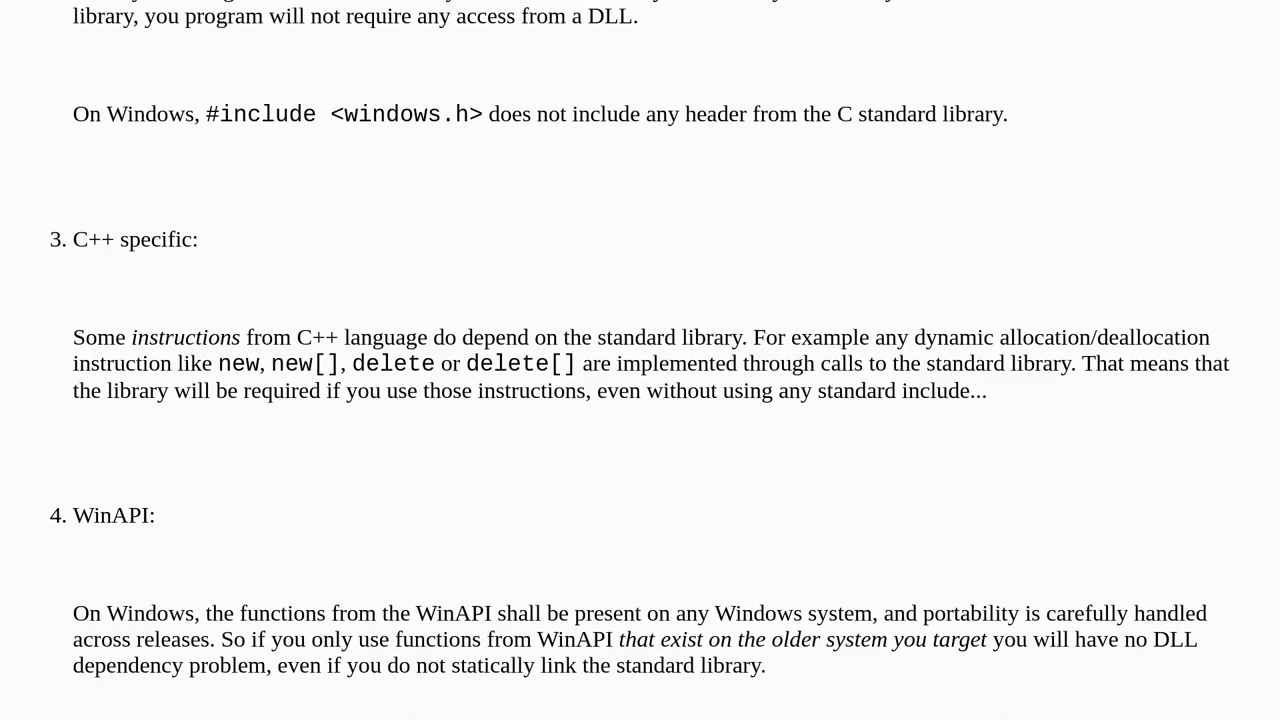 library, you program will not require any access from a DLL.
On Windows, #include <windows.h> does not include any header from the C standard library.
3. C++ specific:
Some instructions from C++ language do depend on the standard library. For example any dynamic allocation/deallocation
instruction like new, new[], delete or delete[] are implemented through calls to the standard library. That means that
the library will be required if you use those instructions, even without using any standard include...
4. WinAPI:
On Windows, the functions from the WinAPI shall be present on any Windows system, and portability is carefully handled
across releases. So if you only use functions from WinAPI that exist on the older system you target you will have no DLL
dependency problem, even if you do not statically link the standard library.